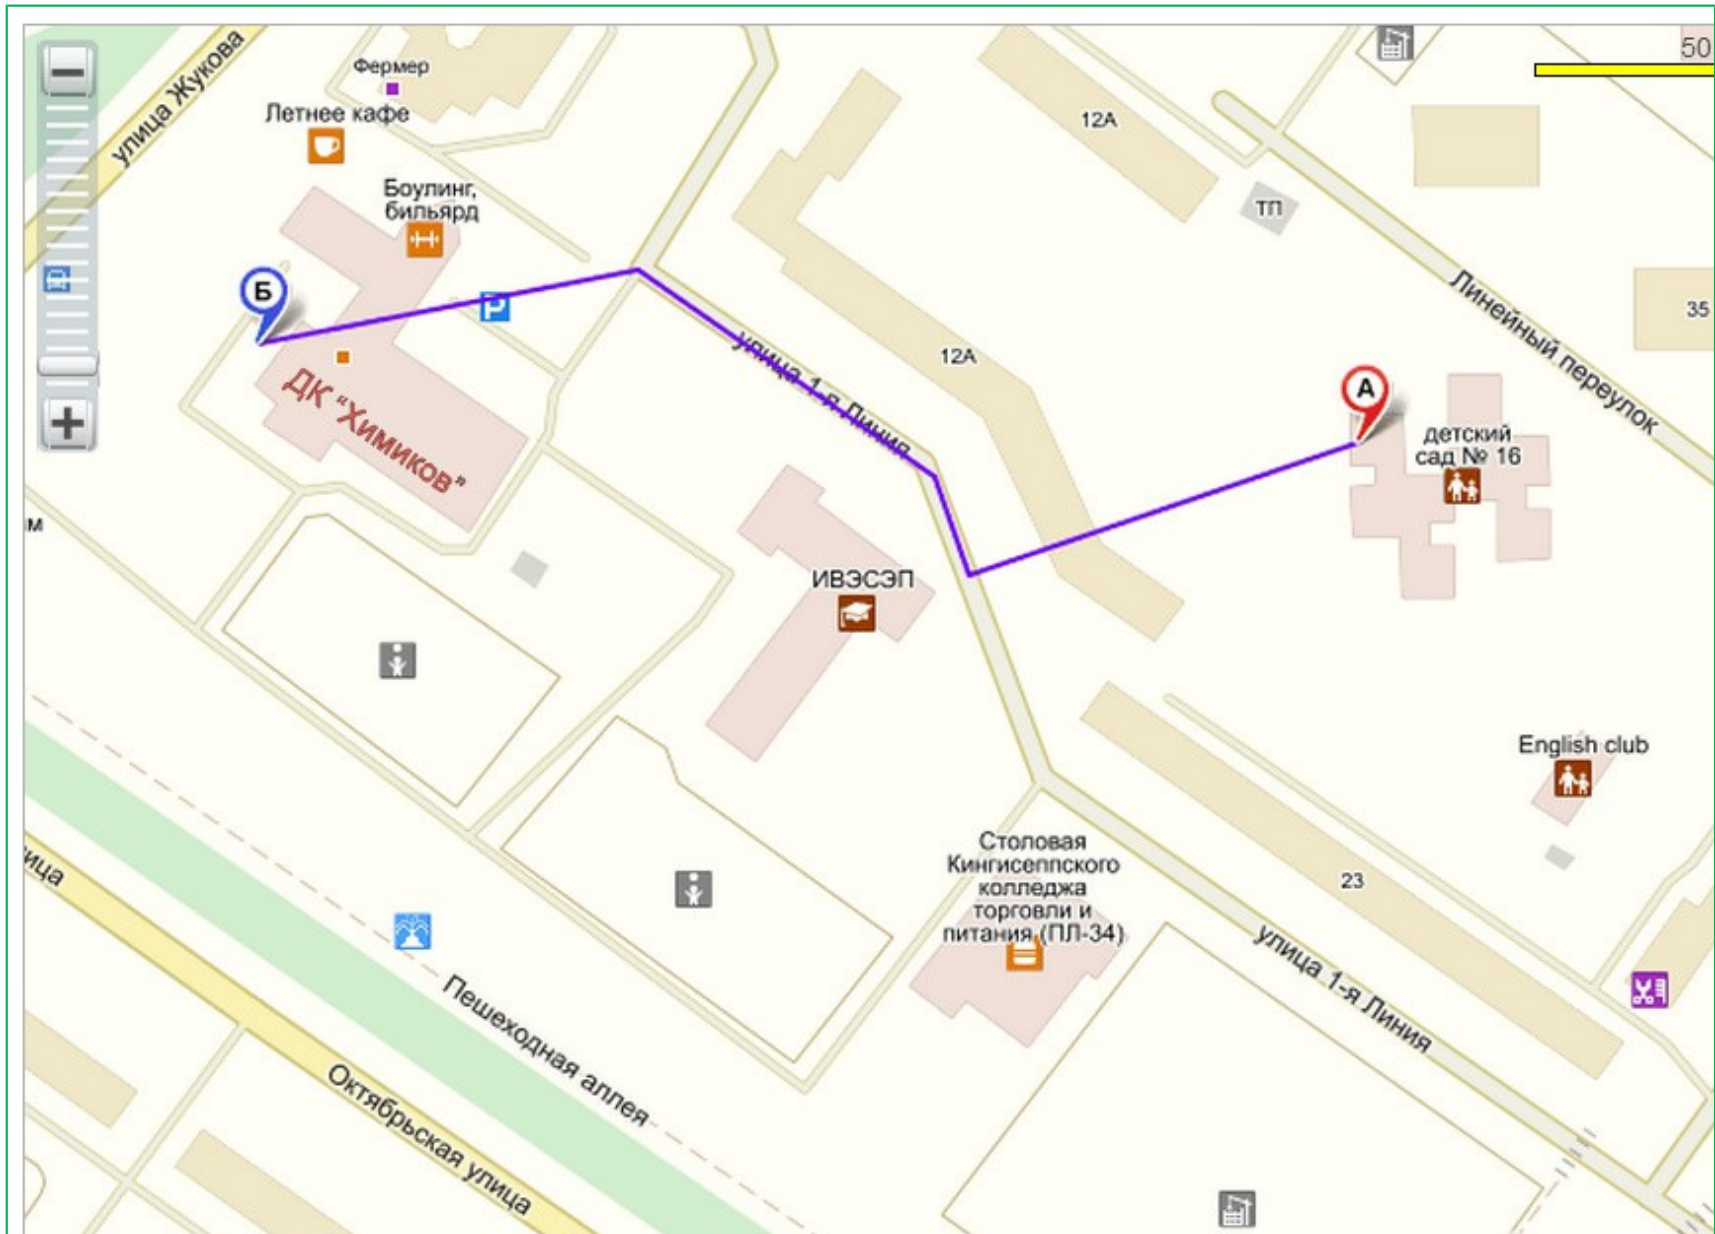 50
улица Жукова
Фермер
Летнее кафе
12А
Боулинг,
бильярд
ТП
Б
Р
Линейный переулок
35
улица 1-я Линия
12А
А
детский
сад № 16
ДК "Химиков"
м
ИВЭСЭП
English club
Столовая
Кингисеппского
колледжа
торговли и
питания (ПЛ-34)
23
ица
улица 1-я Линия
Пешеходная аллея
Октябрьская улица